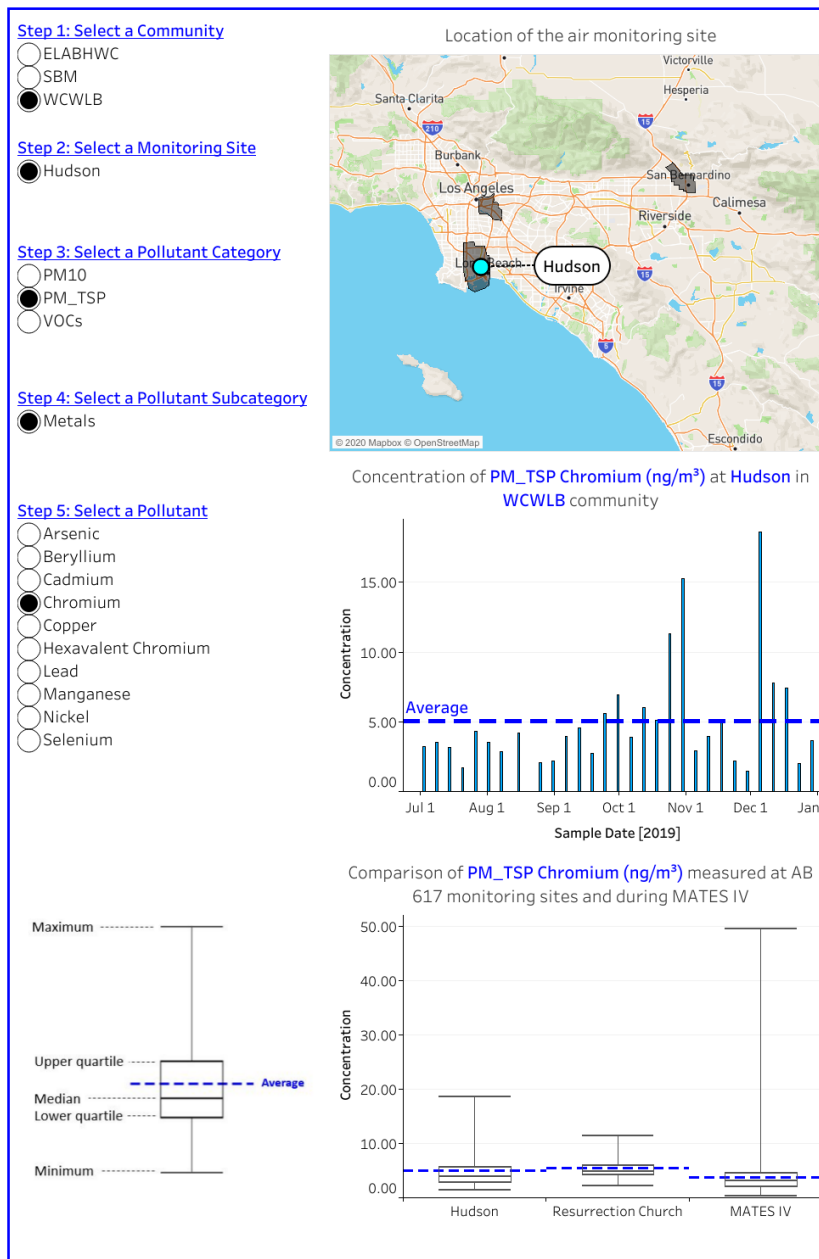 Step 1: Select a Community
ELABHWC
SBM
WCWLB
Step 2: Select a Monitoring Site
Hudson
Step 3: Select a Pollutant Category
PM10
PM_TSP
VOCs
Step 4: Select a Pollutant Subcategory
Metals
Step 5: Select a Pollutant
Arsenic
Beryllium
Cadmium
Chromium
Copper
Hexavalent Chromium
Lead
Manganese
Nickel
Selenium
Location of the air monitoring site
Victorville
Hesperia
Santa Clarita
210
15
Burbank
San Bernardino
Los Angeles
Calimesa
Riverside
Long Beach
Hudson
Irvine
15
5
15
Escondido
© 2020 Mapbox © OpenStreetMap
Concentration of PM_TSP Chromium (ng/m³) at Hudson in
WCWLB community
Concentration
15.00
10.00
5.00
0.00
Average
Jul 1
Aug 1
Sep 1
Oct 1
Nov 1
Dec 1
Jan
Sample Date [2019]
Comparison of PM_TSP Chromium (ng/m³) measured at AB
617 monitoring sites and during MATES IV
Concentration
50.00
40.00
30.00
20.00
10.00
0.00
Hudson
Resurrection Church
MATES IV
Maximum
Upper quartile
Average
Median
Lower quartile
Minimum